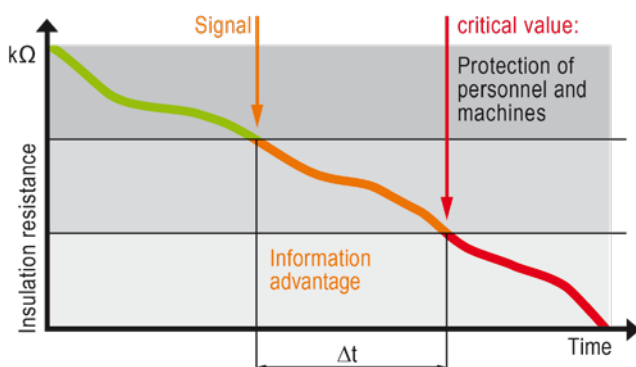 Signal
critical value:
kΩ
Protection of
personnel and
machines
Insulation resistance
Information
advantage
Time
Δt